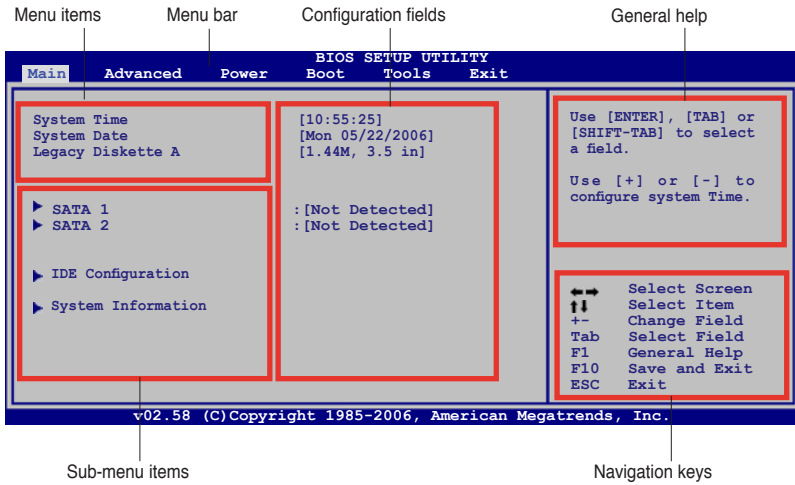 Menu items Menu bar Configuration fields General help
BIOS SETUP UTILITY
Main Advanced Power Boot Tools Exit
System Time [10:55:25]
System Date [Mon 05/22/2006]
Legacy Diskette A [1.44M, 3.5 in]
SATA 1 :[Not Detected]
SATA 2 :[Not Detected]
IDE Configuration
System Information
Use [ENTER], [TAB] or
[SHIFT-TAB] to select
a field.
Use [+] or [-] to
configure system Time.
←→ Select Screen
↑↓ Select Item
+- Change Field
Tab Select Field
F1 General Help
F10 Save and Exit
ESC Exit
v02.58 (C)Copyright 1985-2006, American Megatrends, Inc.
Sub-menu items Navigation keys